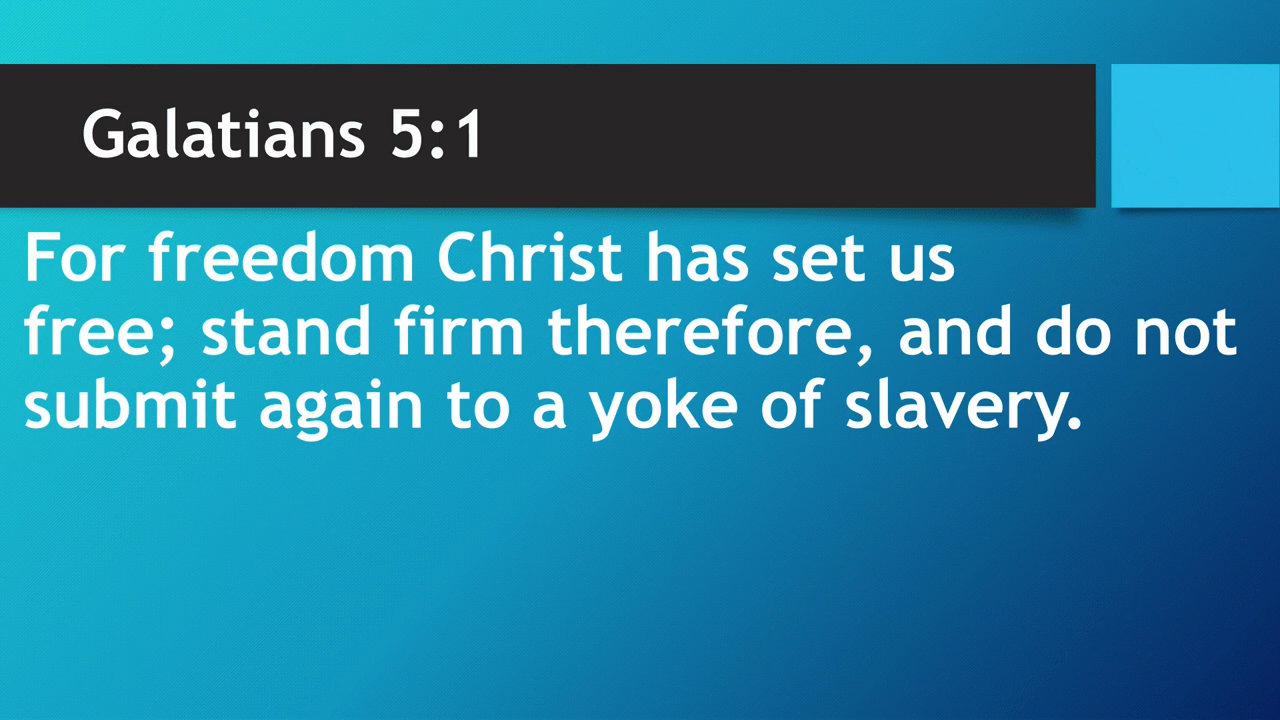 Galatians 5:1
For freedom Christ has set us
free; stand firm therefore, and do not
submit again to a yoke of slavery.